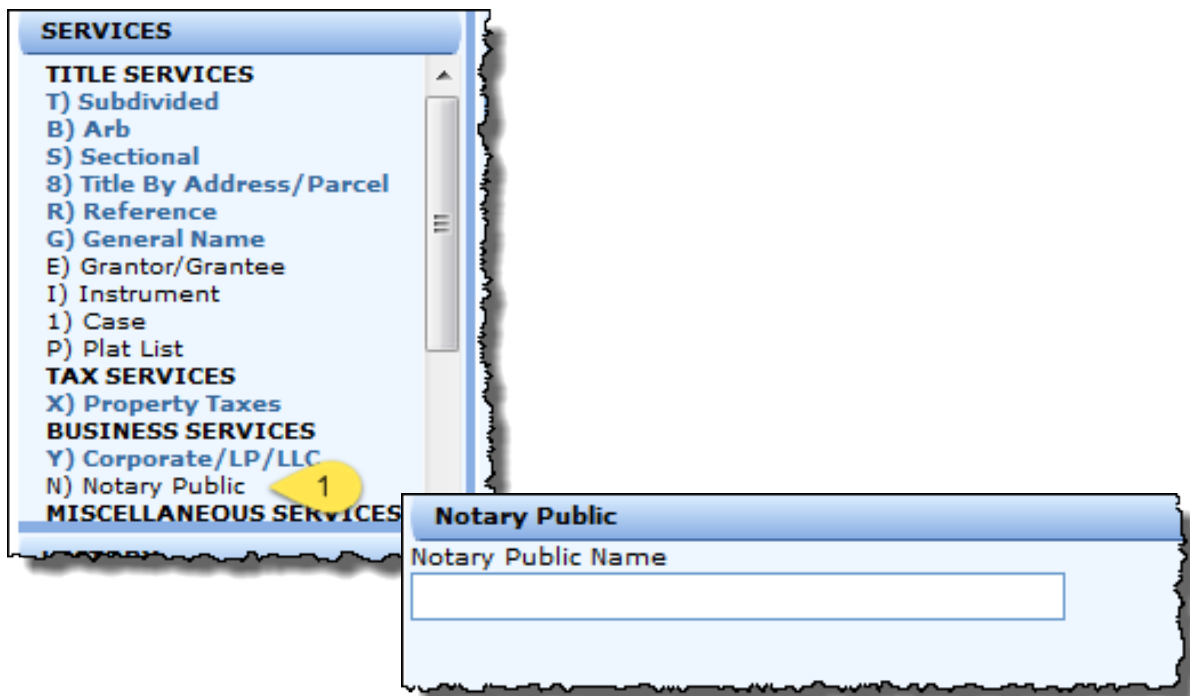 SERVICES
TITLE SERVICES
T) Subdivided
B) Arb
S) Sectional
8) Title By Address/Parcel
R) Reference
G) General Name
E) Grantor/Grantee
I) Instrument
1) Case
P) Plat List
TAX SERVICES
X) Property Taxes
BUSINESS SERVICES
Y) Corporate/LP/LLC
N) Notary Public 1
MISCELLANEOUS SERVICES
Notary Public
Notary Public Name